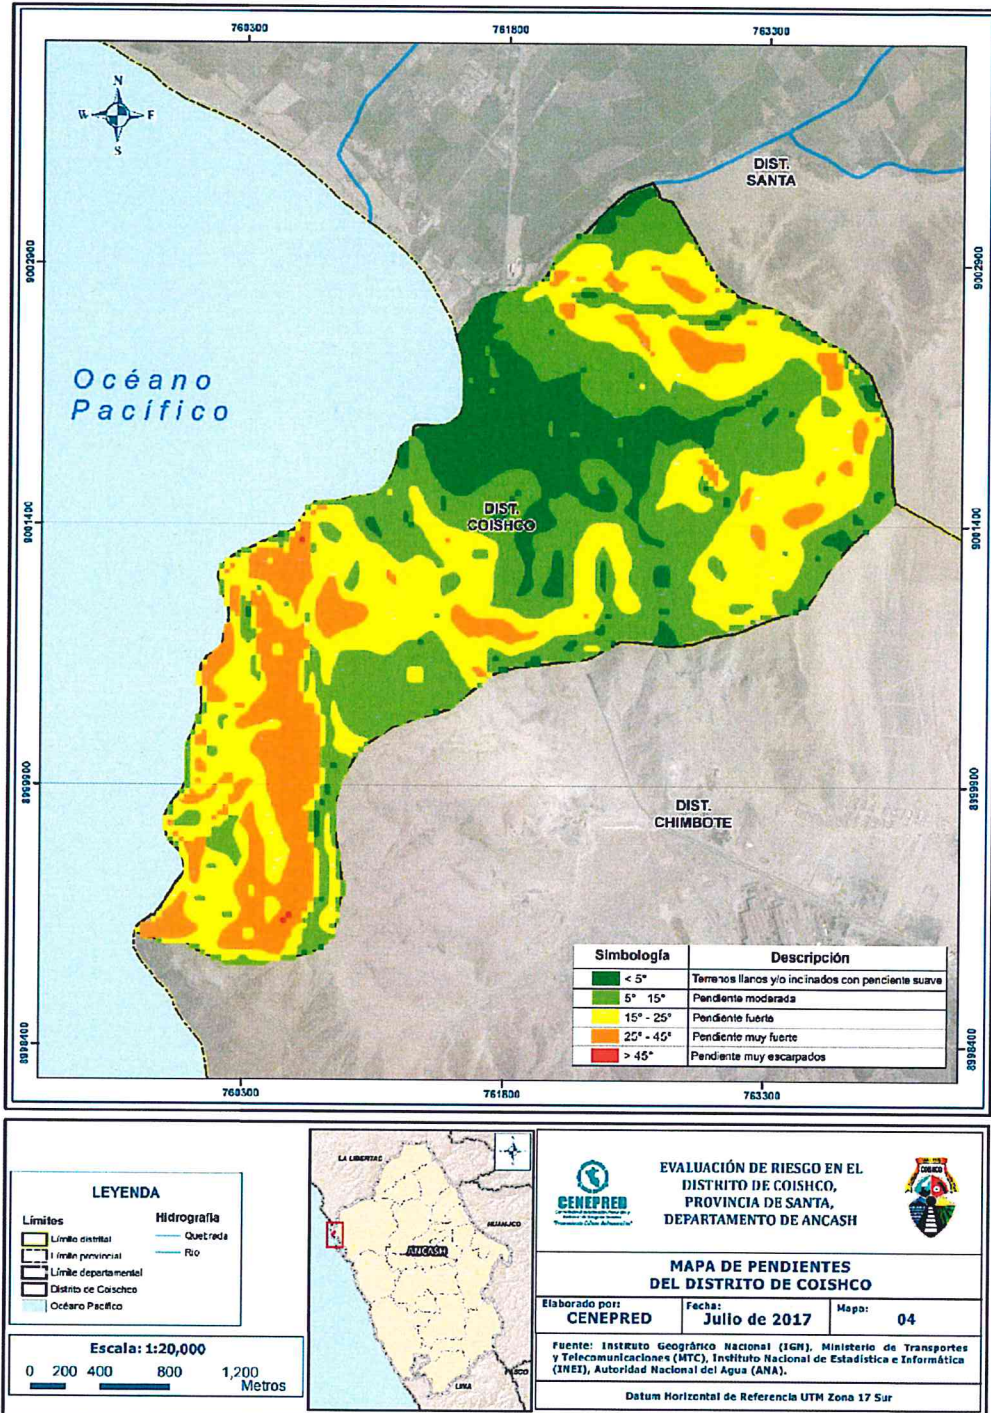 760300
761800
763300
N
W
E
S
DIST.
SANTA
9002900
9002900
Océano
Pacífico
DIST.
COISHCO
9001400
9001400
8999900
8999900
DIST.
CHIMBOTE
Simbología
Descripción
< 5°
Terrenos llanos y/o inclinados con pendiente suave
5° 15°
Pendiente moderada
15° - 25°
Pendiente fuerte
25° - 45°
Pendiente muy fuerte
> 45°
Pendiente muy escarpados
8998400
8998400
760300
761800
763300
LEYENDA
Límites
Límite distrital
Límite provincial
Límite departamental
Distrito de Coischco
Océano Pacífico
Hidrografía
Quebrada
Rio
Escala: 1:20,000
0 200 400 800 1,200
Metros
LA LIBERTAD
HUANUCO
ANCASH
PASCO
LIMA
CENEPRED
EVALUACIÓN DE RIESGO EN EL
DISTRITO DE COISHCO,
PROVINCIA DE SANTA,
DEPARTAMENTO DE ANCASH
COISHCO
MAPA DE PENDIENTES
DEL DISTRITO DE COISHCO
Elaborado por:
CENEPRED
Fecha:
Julio de 2017
Mapa:
04
Fuente: Instituto Geográfico Nacional (IGN), Ministerio de Transportes
y Telecomunicaciones (MTC), Instituto Nacional de Estadística e Informática
(INEI), Autoridad Nacional del Agua (ANA).
Datum Horizontal de Referencia UTM Zona 17 Sur